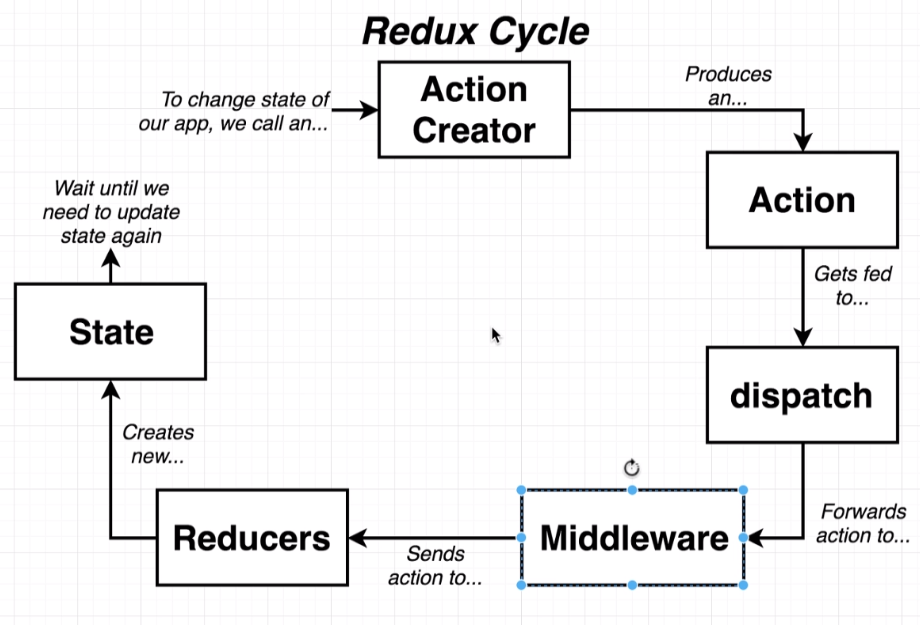 Redux Cycle
To change state of
our app, we call an...
Action
Creator
Produces
an...
Action
Gets fed
to...
dispatch
Forwards
action to...
Middleware
Sends
action to...
Reducers
Creates
new...
State
Wait until we
need to update
state again